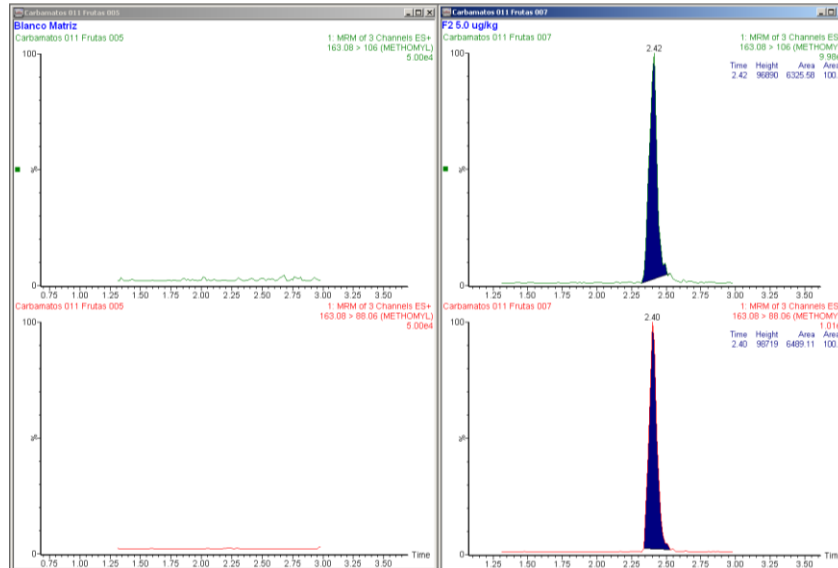 Carbamatos 011 Frutas 005
Blanco Matriz
Carbamatos 011 Frutas 005
1: MRM of 3 Channels ES+
163.08 > 106 (METHOMYL)
5.00e4
100
%
0
0.75 1.00 1.25 1.50 1.75 2.00 2.25 2.50 2.75 3.00 3.25 3.50
Carbamatos 011 Frutas 005
1: MRM of 3 Channels ES+
163.08 > 88.06 (METHOMYL)
5.00e4
100
%
0
Time
0.75 1.00 1.25 1.50 1.75 2.00 2.25 2.50 2.75 3.00 3.25 3.50
Carbamatos 011 Frutas 007
F2 5.0 ug/kg
Carbamatos 011 Frutas 007
1: MRM of 3 Channels ES
163.08 > 106 (METHOMY
9.98
2.42
Time Height Area Area
2.42 96890 6325.58 100.
100
%
0
1.25 1.50 1.75 2.00 2.25 2.50 2.75 3.00 3.25 3.50
Carbamatos 011 Frutas 007
1: MRM of 3 Channels ES
163.08 > 88.06 (METHOMY
1.01
2.40
Time Height Area Area
2.40 98719 6489.11 100.
100
%
0
Time
1.25 1.50 1.75 2.00 2.25 2.50 2.75 3.00 3.25 3.50